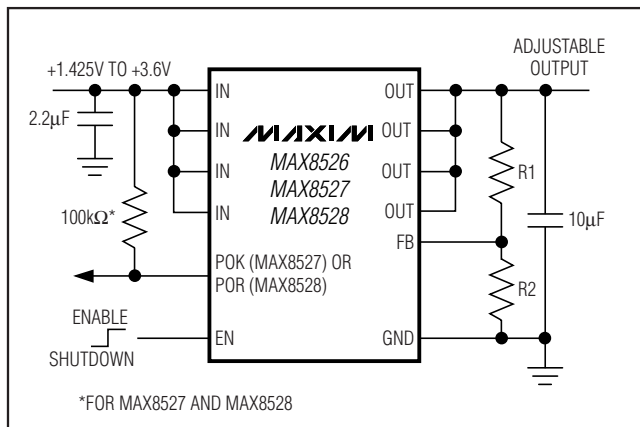 +1.425V TO +3.6V
ADJUSTABLE
OUTPUT
2.2µF
100kΩ*
IN
IN
IN
IN
MAXIM
MAX8526
MAX8527
MAX8528
OUT
OUT
OUT
OUT
FB
R1
R2
10µF
POK (MAX8527) OR
POR (MAX8528)
ENABLE
SHUTDOWN
EN
GND
*FOR MAX8527 AND MAX8528